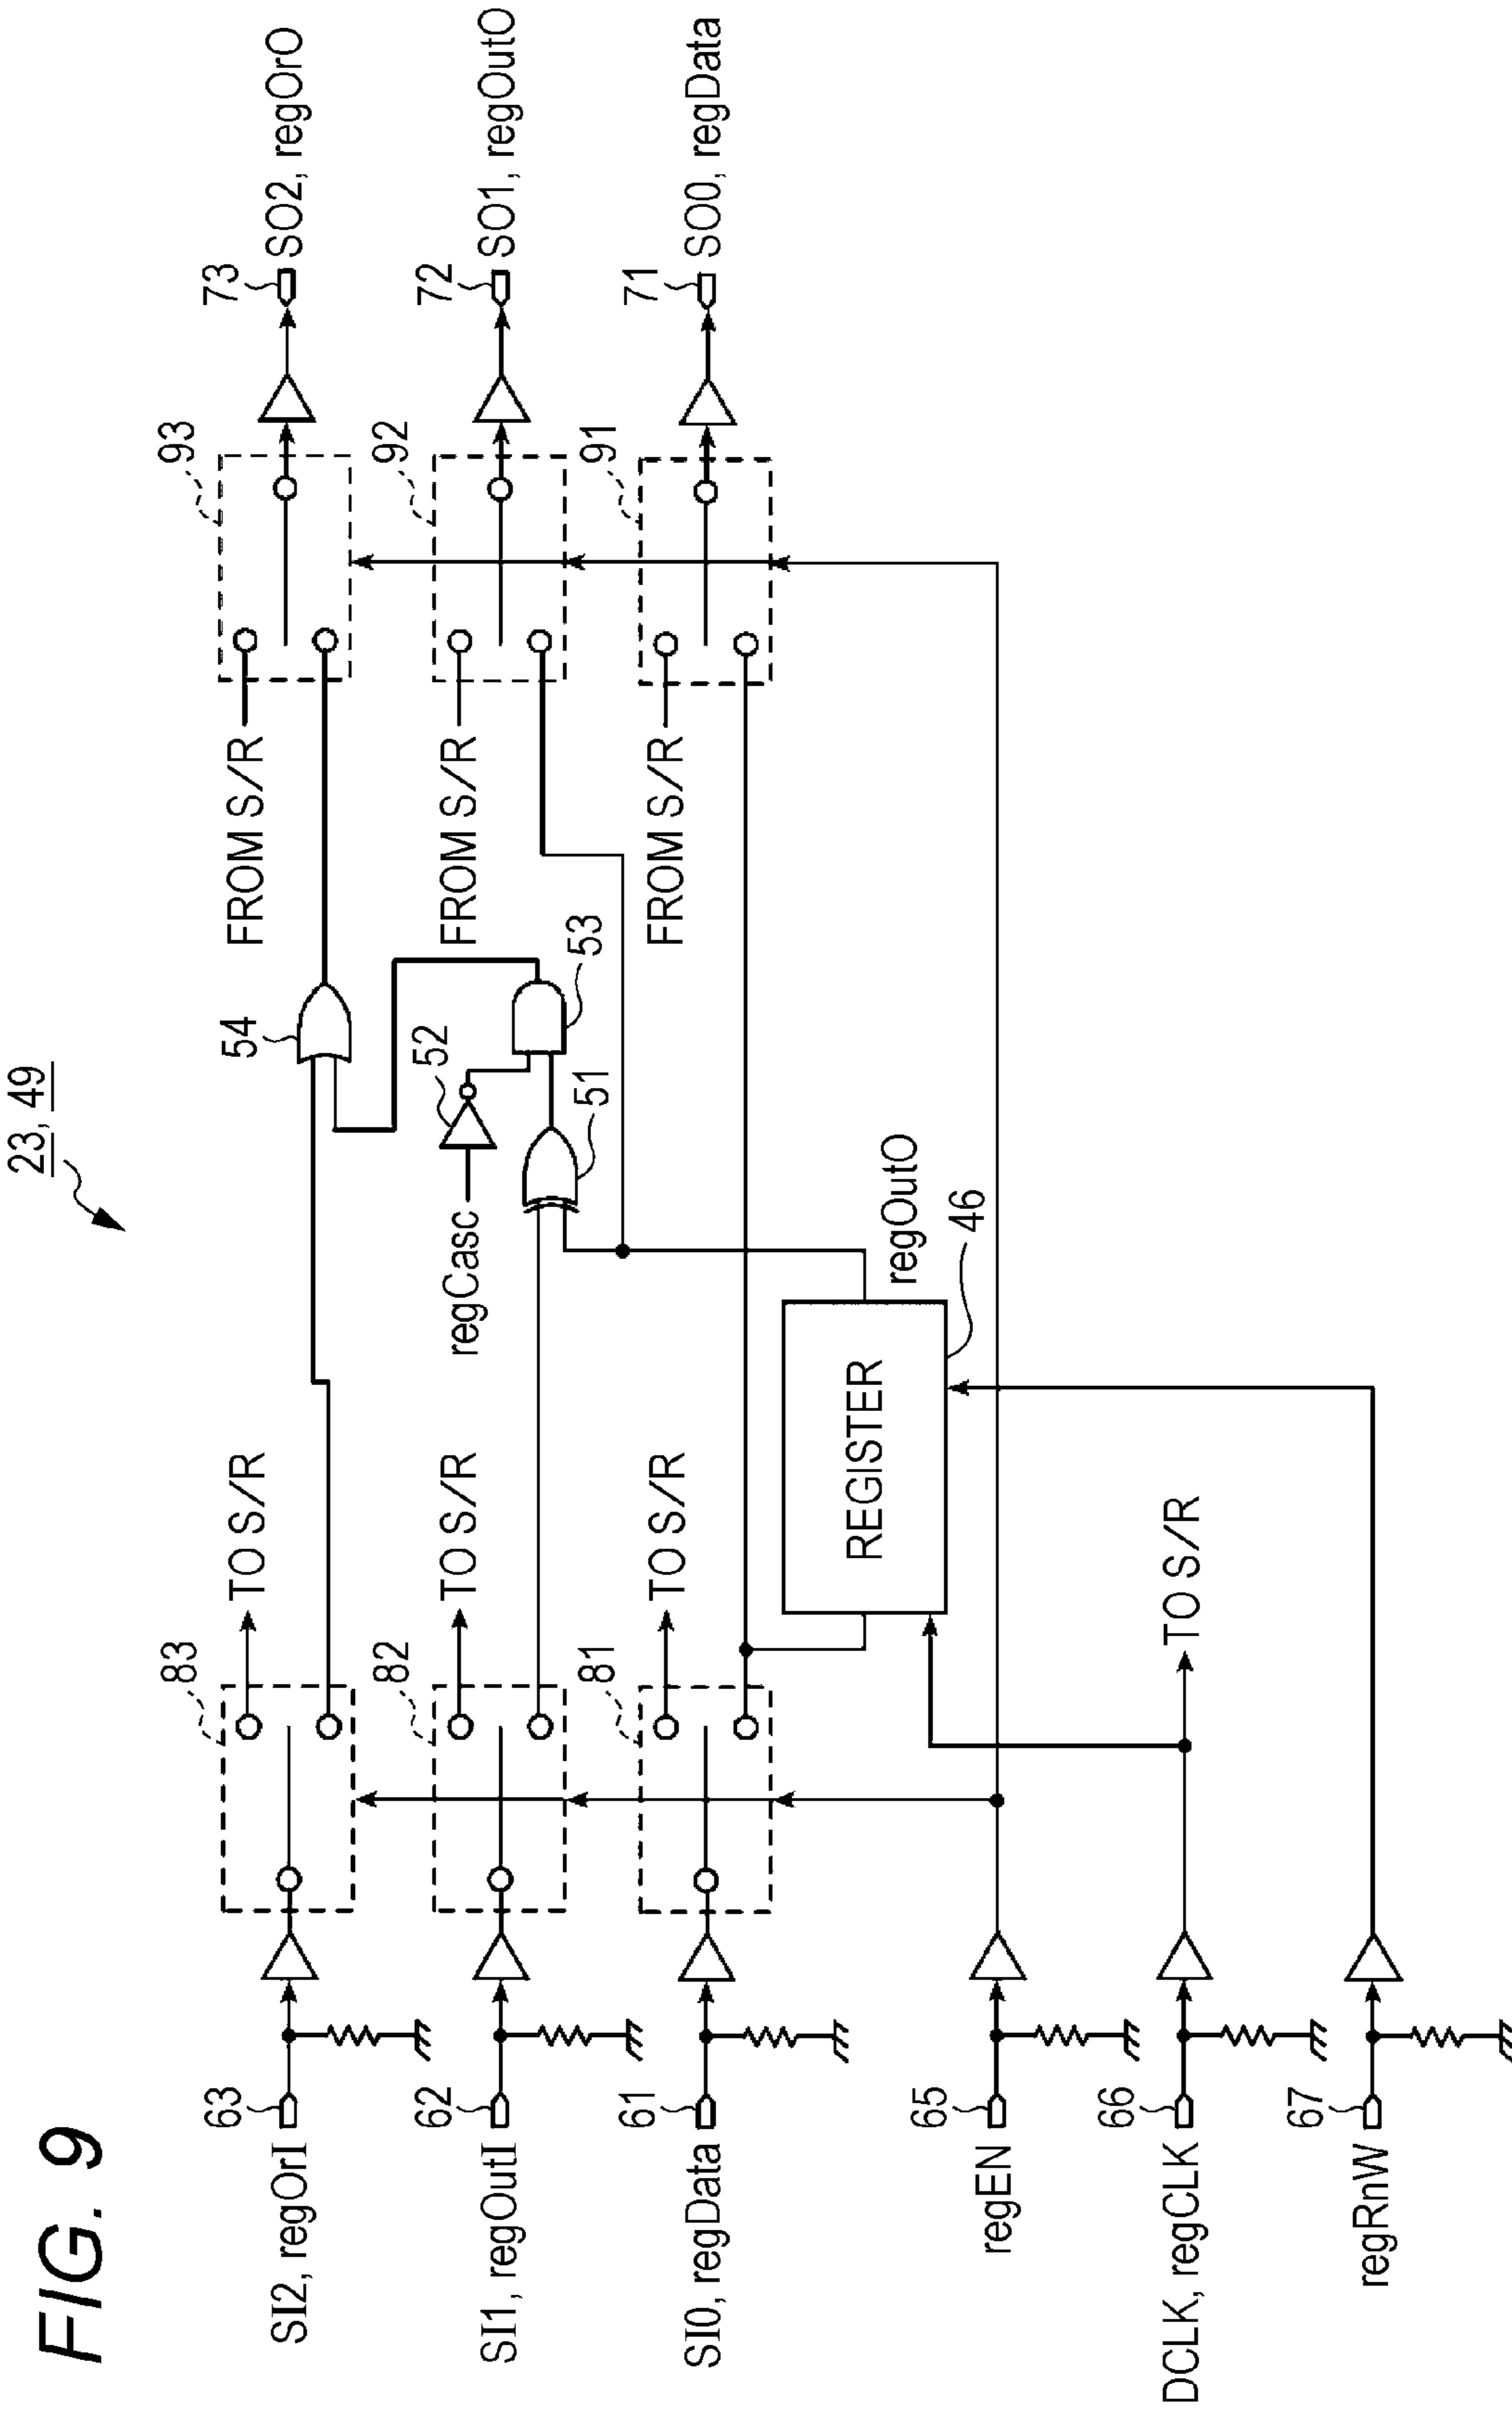 FIG. 9
23, 49
63
SI2, regOrI
83
TO S/R
54
FROM S/R
93
73
SO2, regOrO
62
SI1, regOutI
82
TO S/R
regCasc
52
53
51
FROM S/R
92
72
SO1, regOutO
61
SI0, regData
81
TO S/R
FROM S/R
91
71
SO0, regData
REGISTER
regOutO
46
65
regEN
66
DCLK, regCLK
TO S/R
67
regRnW